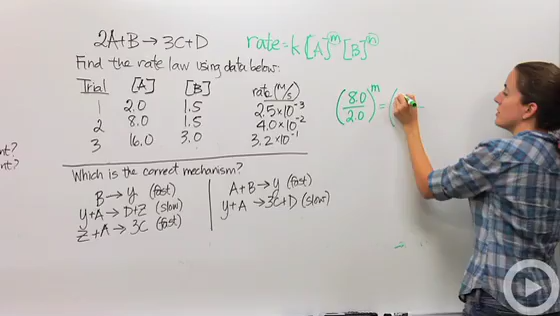 2A+B → 3C+D
rate = k [A]^m [B]^n
Find the rate law using data below:
Trial [A] [B] rate (M/s)
1 2.0 1.5 2.5×10^-3
2 8.0 1.5 4.0×10^-2
3 16.0 3.0 3.2×10^-1
(8.0/2.0)^m = (
Which is the correct mechanism?
B → y (fast)
y+A → D+Z (slow)
Z+A → 3C (fast)
A+B → y (fast)
y+A → 3C+D (slow)